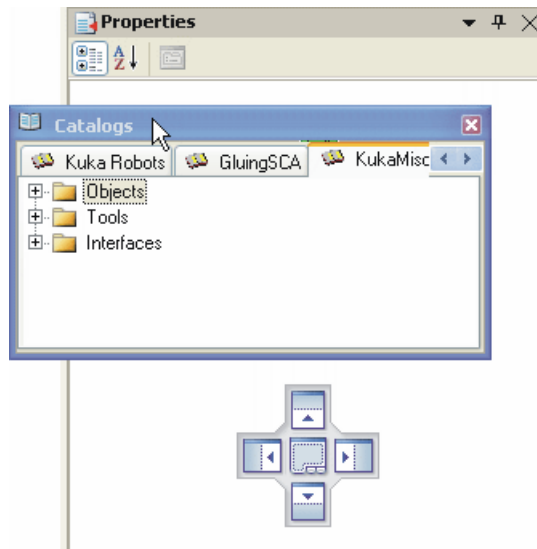 Properties
A
Z
Catalogs
Kuka Robots GluingSCA KukaMisc
Objects
Tools
Interfaces